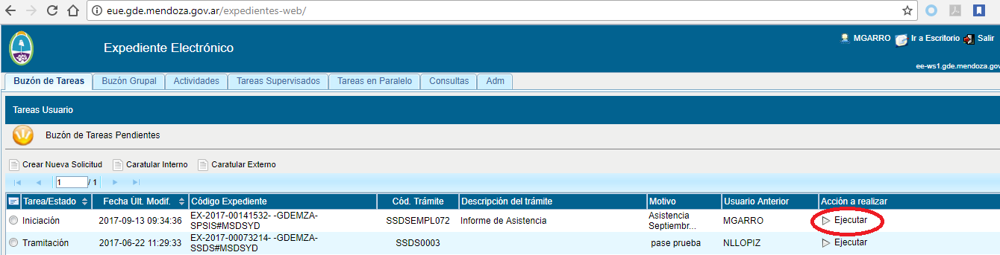 eue.gde.mendoza.gov.ar/expedientes-web/
Expediente Electrónico
MGARRO Ir a Escritorio Salir
ee-ws1.gde.mendoza.gov
Buzón de Tareas Buzón Grupal Actividades Tareas Supervisados Tareas en Paralelo Consultas Adm
Tareas Usuario
Buzón de Tareas Pendientes
Crear Nueva Solicitud Caratular Interno Caratular Externo
1 / 1
Tarea/Estado Fecha Últ. Modif. Código Expediente Cód. Trámite Descripción del trámite Motivo Usuario Anterior Acción a realizar
Iniciación 2017-09-13 09:34:36 EX-2017-00141532- -GDEMZA-SPSIS#MSDSYD SSDSEMPL072 Informe de Asistencia Asistencia Septiembr... MGARRO Ejecutar
Tramitación 2017-06-22 11:29:33 EX-2017-00073214- -GDEMZA-SSDS#MSDSYD SSDS0003 pase prueba NLLOPIZ Ejecutar